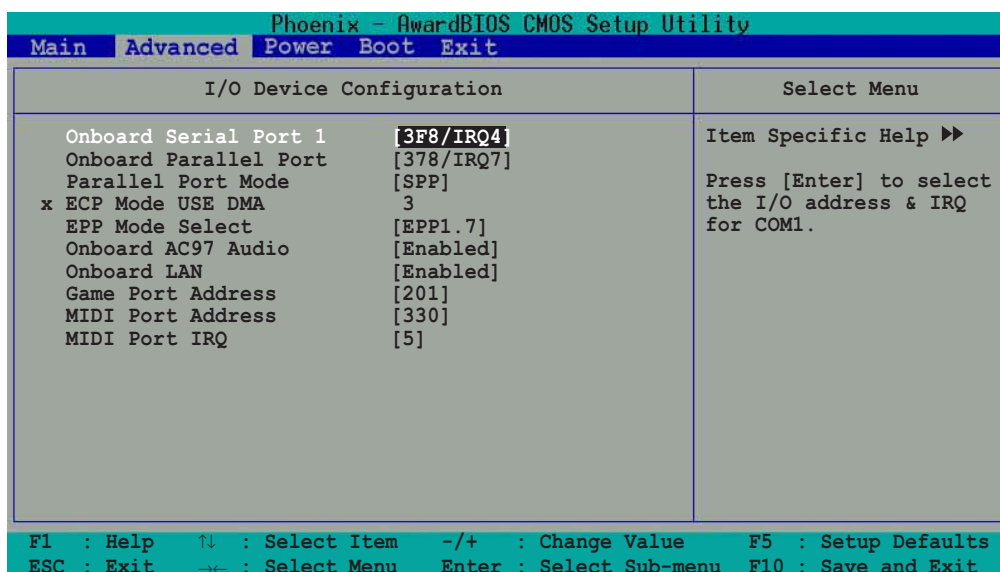 Phoenix - AwardBIOS CMOS Setup Utility
Main Advanced Power Boot Exit
I/O Device Configuration
Select Menu
Onboard Serial Port 1 [3F8/IRQ4]
Onboard Parallel Port [378/IRQ7]
Parallel Port Mode [SPP]
x ECP Mode USE DMA 3
EPP Mode Select [EPP1.7]
Onboard AC97 Audio [Enabled]
Onboard LAN [Enabled]
Game Port Address [201]
MIDI Port Address [330]
MIDI Port IRQ [5]
Item Specific Help ▶▶
Press [Enter] to select
the I/O address & IRQ
for COM1.
F1 : Help ↑↓ : Select Item -/+ : Change Value F5 : Setup Defaults
ESC : Exit →← : Select Menu Enter : Select Sub-menu F10 : Save and Exit